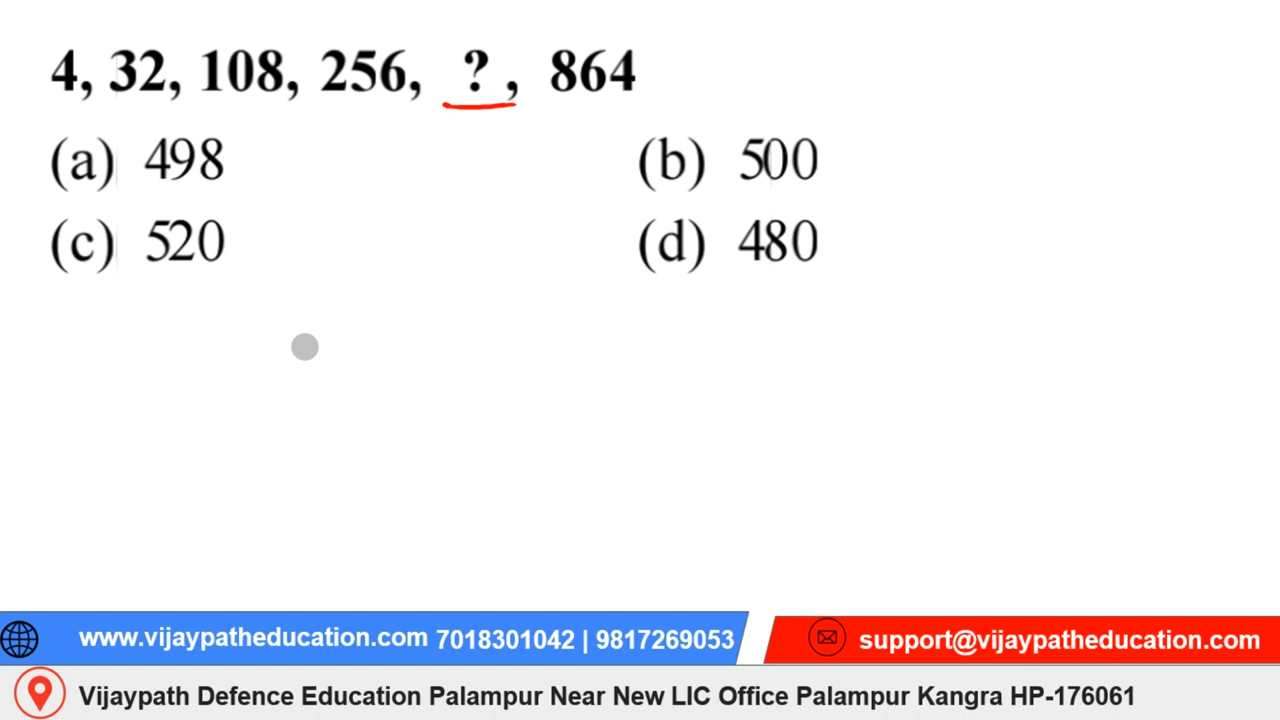 4, 32, 108, 256, ? , 864
(a) 498 (b) 500
(c) 520 (d) 480
www.vijaypatheducation.com 7018301042 | 9817269053 support@vijaypatheducation.com
Vijaypath Defence Education Palampur Near New LIC Office Palampur Kangra HP-176061